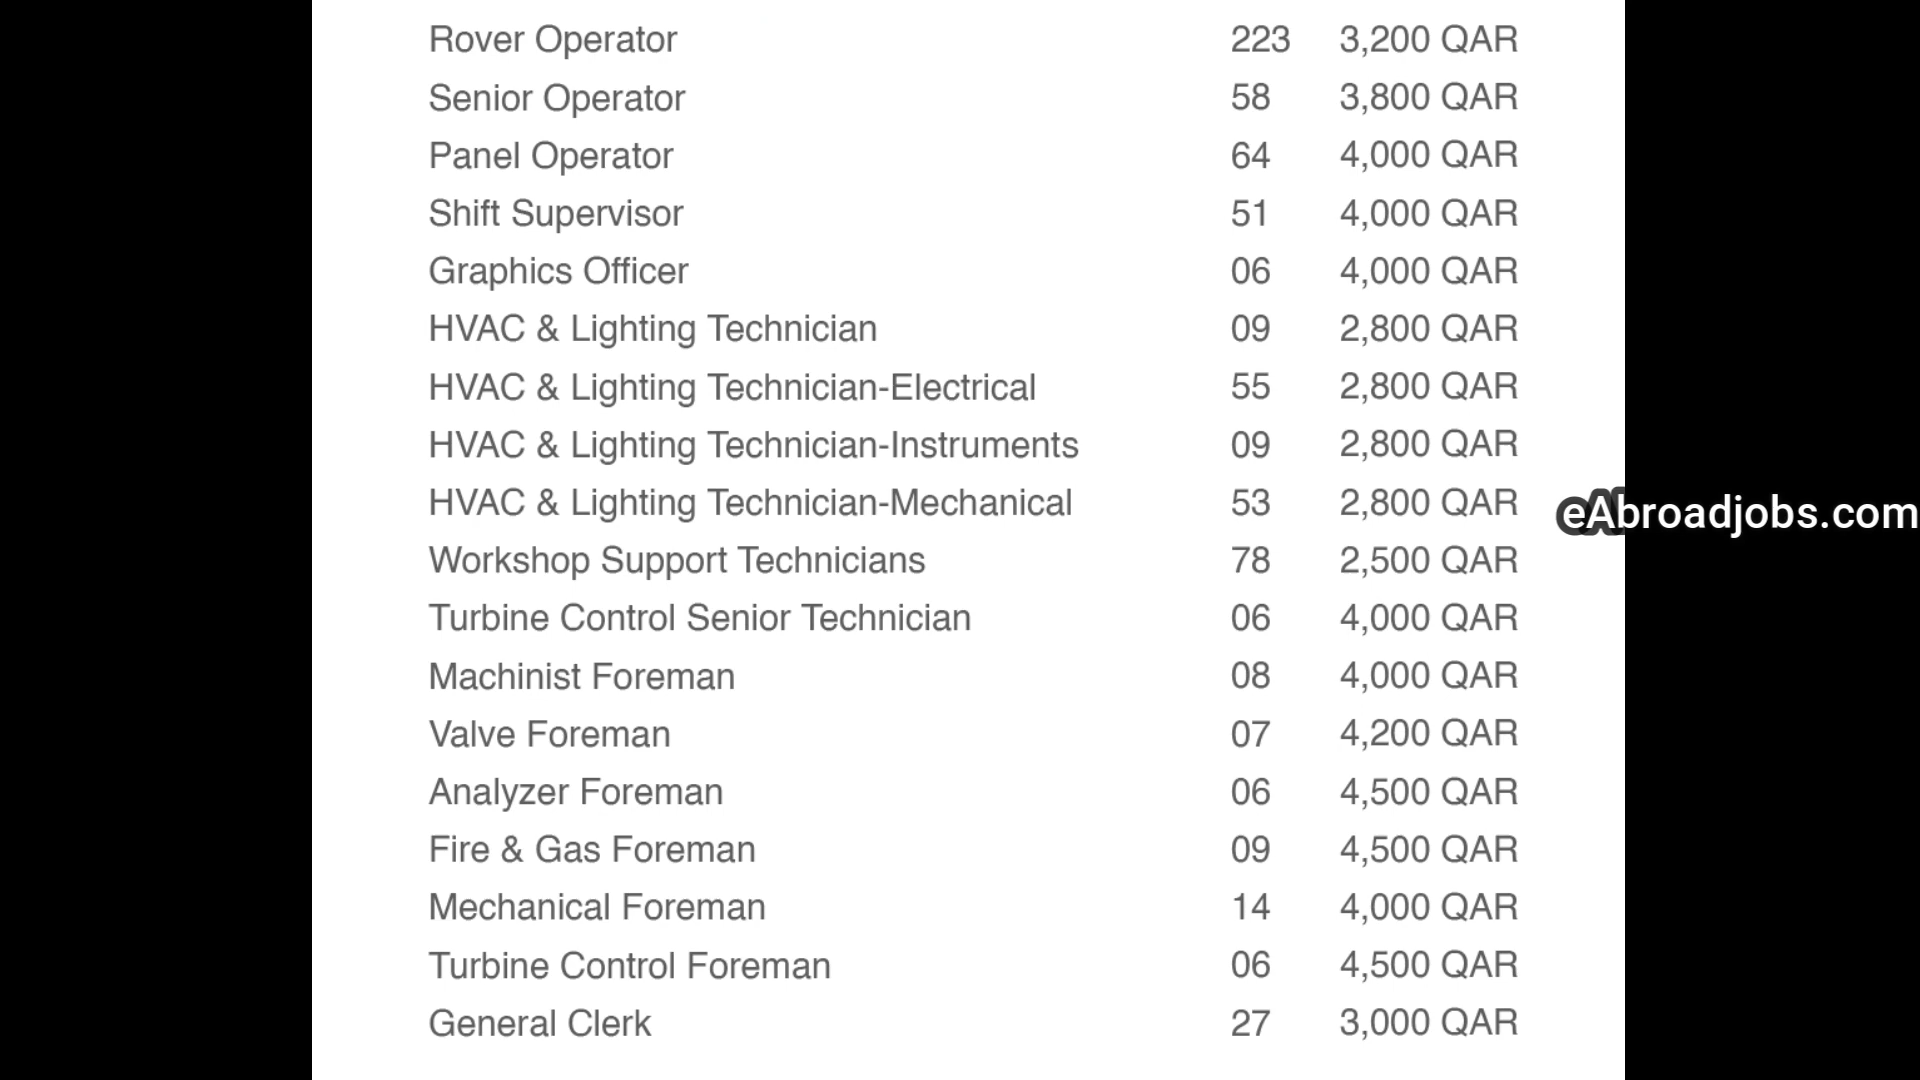 Rover Operator 223 3,200 QAR
Senior Operator 58 3,800 QAR
Panel Operator 64 4,000 QAR
Shift Supervisor 51 4,000 QAR
Graphics Officer 06 4,000 QAR
HVAC & Lighting Technician 09 2,800 QAR
HVAC & Lighting Technician-Electrical 55 2,800 QAR
HVAC & Lighting Technician-Instruments 09 2,800 QAR
HVAC & Lighting Technician-Mechanical 53 2,800 QAR
eAbroadjobs.com
Workshop Support Technicians 78 2,500 QAR
Turbine Control Senior Technician 06 4,000 QAR
Machinist Foreman 08 4,000 QAR
Valve Foreman 07 4,200 QAR
Analyzer Foreman 06 4,500 QAR
Fire & Gas Foreman 09 4,500 QAR
Mechanical Foreman 14 4,000 QAR
Turbine Control Foreman 06 4,500 QAR
General Clerk 27 3,000 QAR